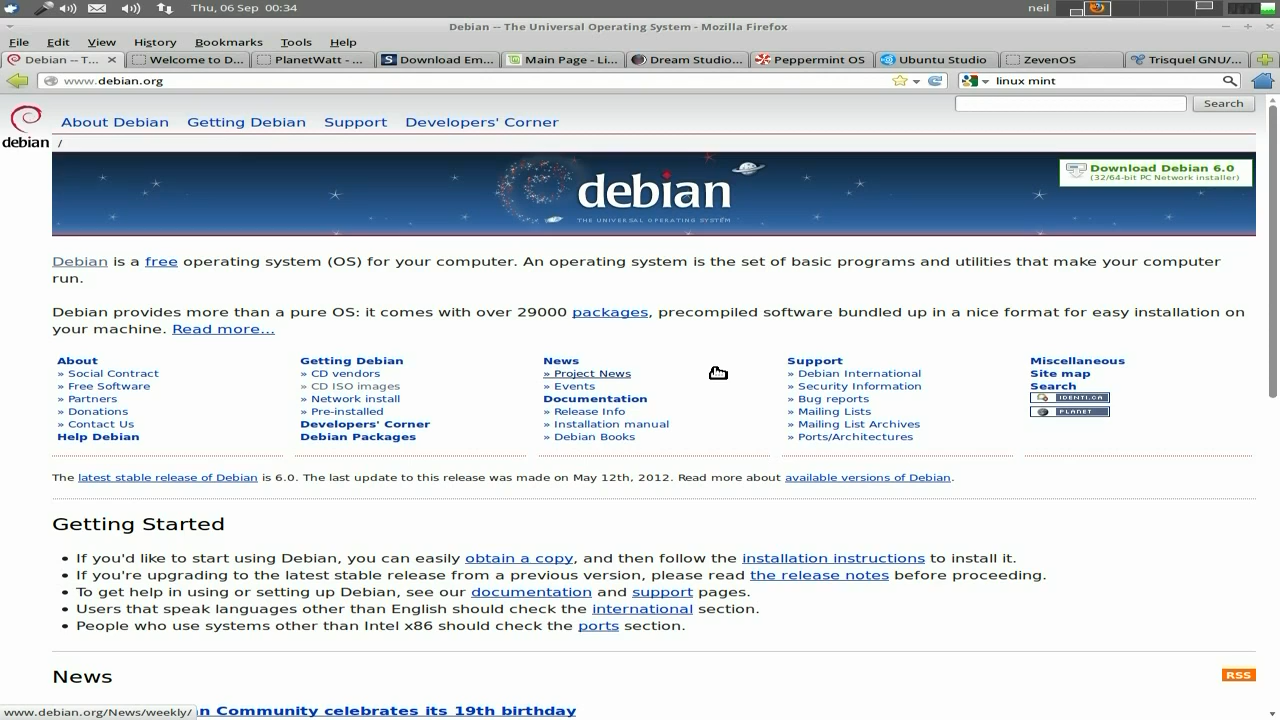 Thu, 06 Sep 00:34
neil
Debian -- The Universal Operating System - Mozilla Firefox
File Edit View History Bookmarks Tools Help
Debian -- T...
Welcome to D...
PlanetWatt - ...
Download Em...
Main Page - Li...
Dream Studio...
Peppermint OS
Ubuntu Studio
ZevenOS
Trisquel GNU/...
www.debian.org
linux mint
Search
debian
About Debian Getting Debian Support Developers' Corner
/
debian
THE UNIVERSAL OPERATING SYSTEM
Download Debian 6.0
(32/64-bit PC Network installer)
Debian is a free operating system (OS) for your computer. An operating system is the set of basic programs and utilities that make your computer
run.
Debian provides more than a pure OS: it comes with over 29000 packages, precompiled software bundled up in a nice format for easy installation on
your machine. Read more...
About
» Social Contract
» Free Software
» Partners
» Donations
» Contact Us
Help Debian
Getting Debian
» CD vendors
» CD ISO images
» Network install
» Pre-installed
Developers' Corner
Debian Packages
News
» Project News
» Events
Documentation
» Release Info
» Installation manual
» Debian Books
Support
» Debian International
» Security Information
» Bug reports
» Mailing Lists
» Mailing List Archives
» Ports/Architectures
Miscellaneous
Site map
Search
IDENTI.CA
PLANET
The latest stable release of Debian is 6.0. The last update to this release was made on May 12th, 2012. Read more about available versions of Debian.
Getting Started
• If you'd like to start using Debian, you can easily obtain a copy, and then follow the installation instructions to install it.
• If you're upgrading to the latest stable release from a previous version, please read the release notes before proceeding.
• To get help in using or setting up Debian, see our documentation and support pages.
• Users that speak languages other than English should check the international section.
• People who use systems other than Intel x86 should check the ports section.
News
RSS
n Community celebrates its 19th birthday
www.debian.org/News/weekly/